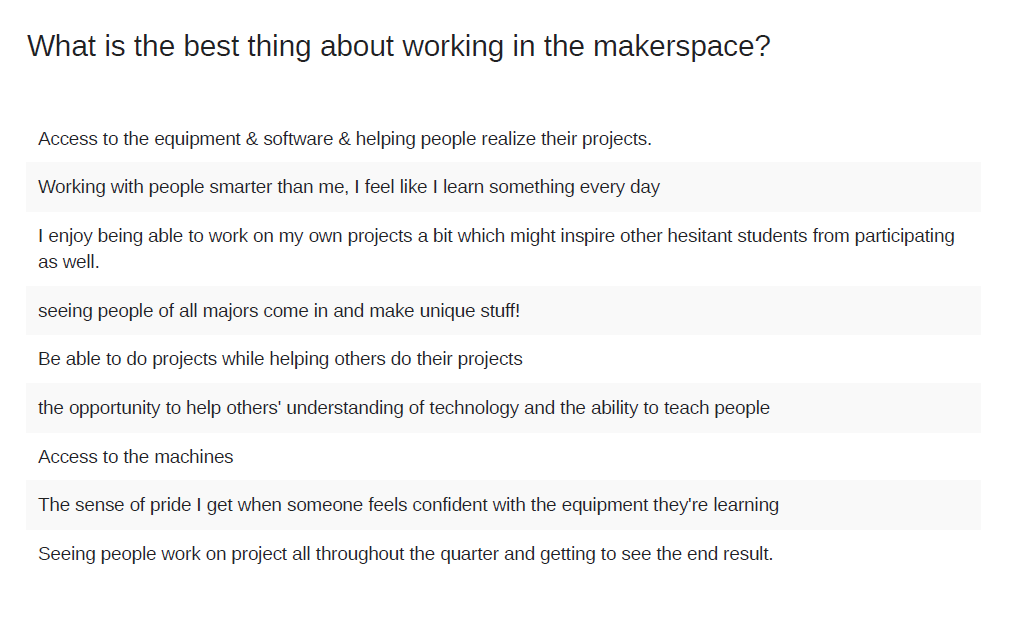 What is the best thing about working in the makerspace?
Access to the equipment & software & helping people realize their projects.
Working with people smarter than me, I feel like I learn something every day
I enjoy being able to work on my own projects a bit which might inspire other hesitant students from participating
as well.
seeing people of all majors come in and make unique stuff!
Be able to do projects while helping others do their projects
the opportunity to help others' understanding of technology and the ability to teach people
Access to the machines
The sense of pride I get when someone feels confident with the equipment they're learning
Seeing people work on project all throughout the quarter and getting to see the end result.